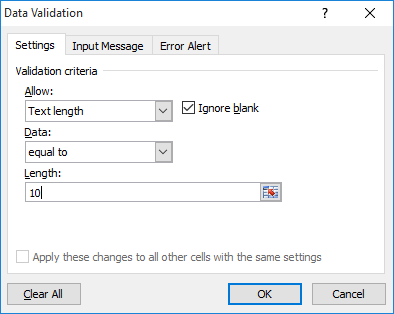 Data Validation
Settings Input Message Error Alert
Validation criteria
Allow:
Text length Ignore blank
Data:
equal to
Length:
10
Apply these changes to all other cells with the same settings
Clear All OK Cancel